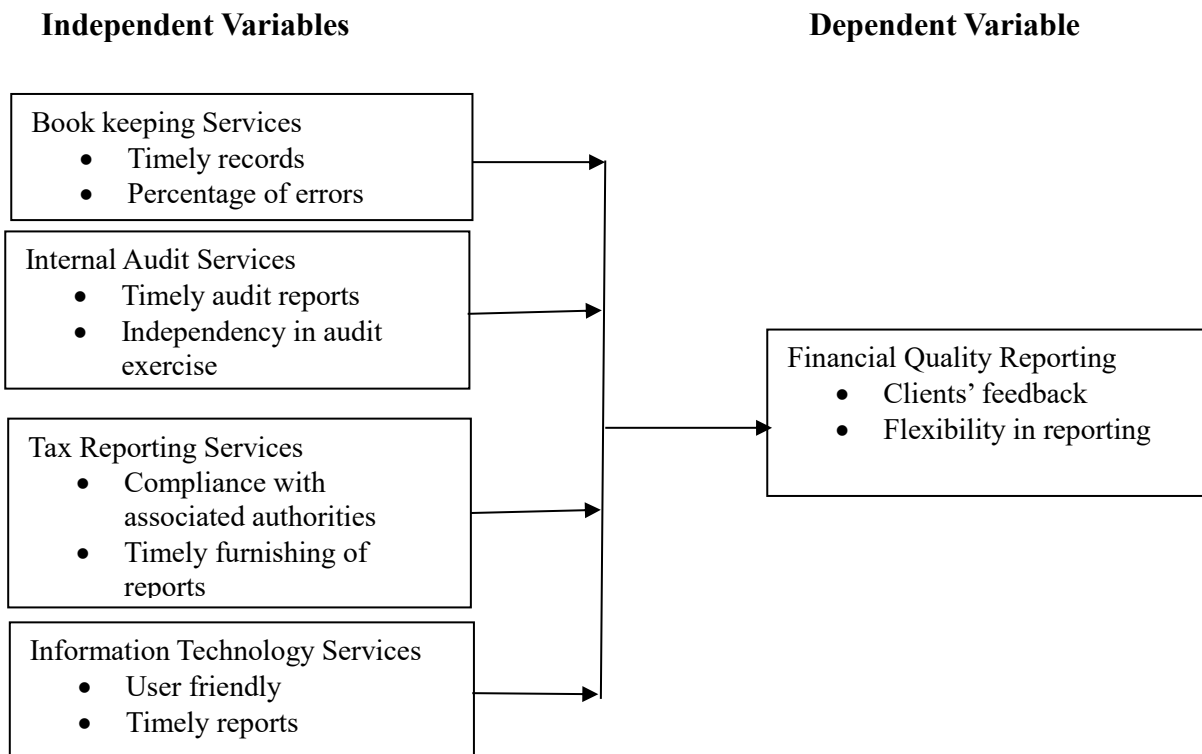 Independent Variables
Dependent Variable
Book keeping Services
• Timely records
• Percentage of errors
Internal Audit Services
• Timely audit reports
• Independency in audit
exercise
Tax Reporting Services
• Compliance with
associated authorities
• Timely furnishing of
reports
Information Technology Services
• User friendly
• Timely reports
Financial Quality Reporting
• Clients’ feedback
• Flexibility in reporting